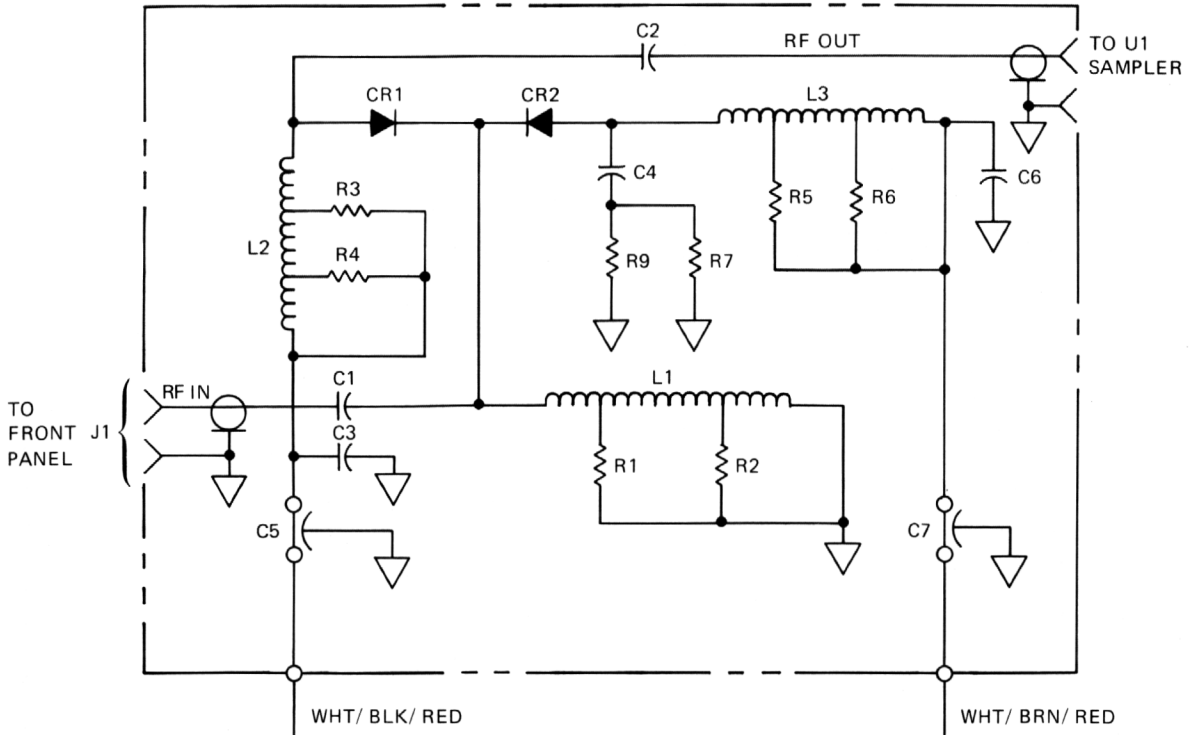 C2
RF OUT
TO U1
SAMPLER
CR1
CR2
L3
R3
C4
R5
R6
C6
L2
R4
R9
R7
TO
FRONT
PANEL
J1
RF IN
C1
L1
C3
R1
R2
C5
C7
WHT/ BLK/ RED
WHT/ BRN/ RED